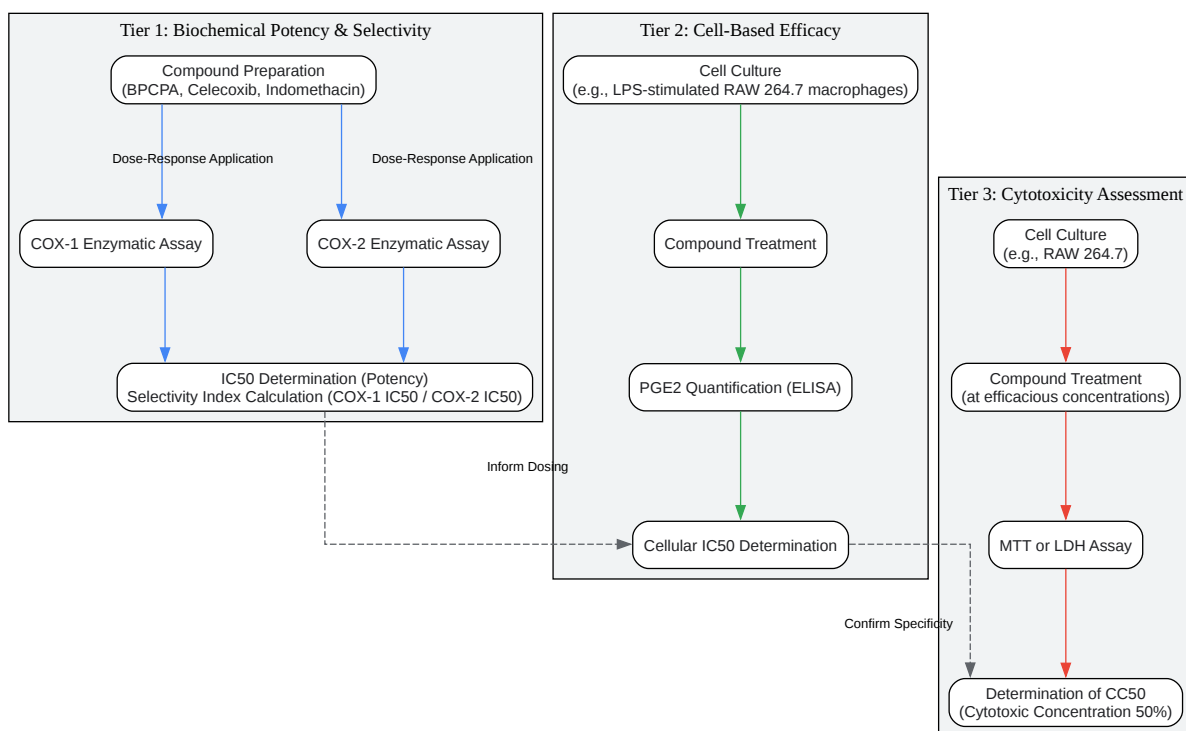 Tier 1: Biochemical Potency & Selectivity
Compound Preparation
(BPCPA, Celecoxib, Indomethacin)
Dose-Response Application
Dose-Response Application
COX-1 Enzymatic Assay
COX-2 Enzymatic Assay
IC50 Determination (Potency)
Selectivity Index Calculation (COX-1 IC50 / COX-2 IC50)
Inform Dosing
Tier 2: Cell-Based Efficacy
Cell Culture
(e.g., LPS-stimulated RAW 264.7 macrophages)
Compound Treatment
PGE2 Quantification (ELISA)
Cellular IC50 Determination
Confirm Specificity
Tier 3: Cytotoxicity Assessment
Cell Culture
(e.g., RAW 264.7)
Compound Treatment
(at efficacious concentrations)
MTT or LDH Assay
Determination of CC50
(Cytotoxic Concentration 50%)